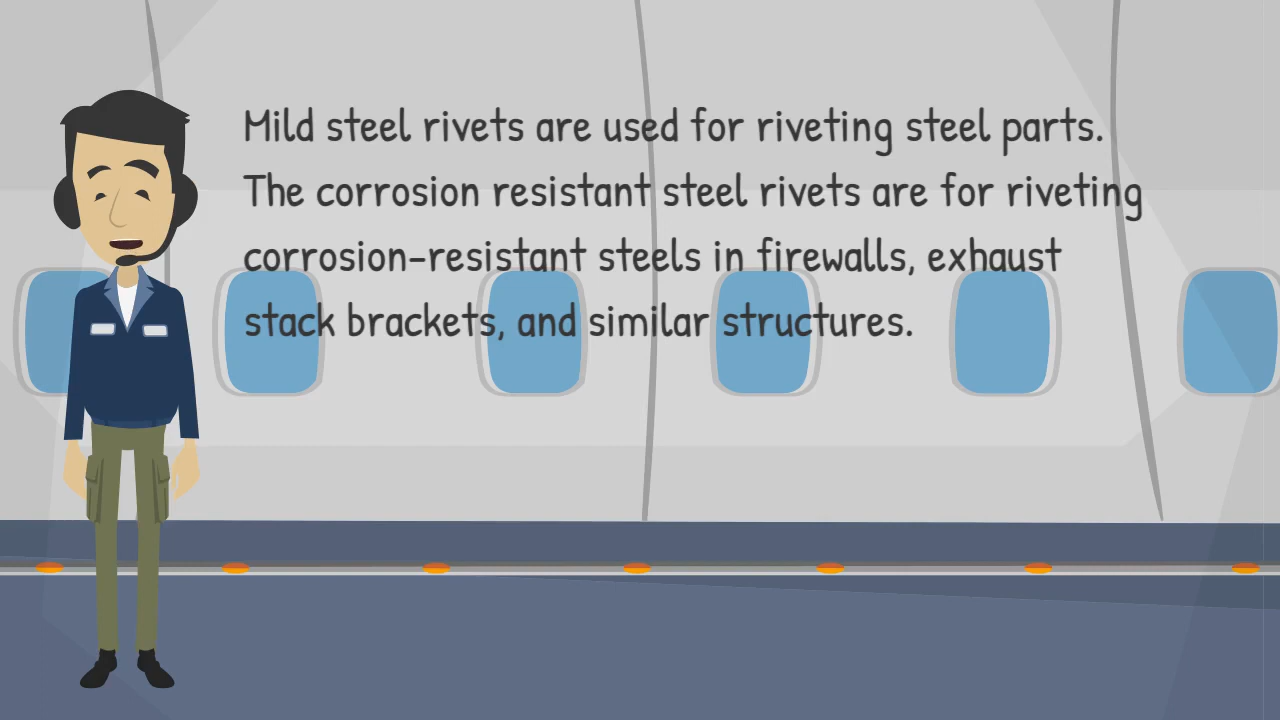 Mild steel rivets are used for riveting steel parts.
The corrosion resistant steel rivets are for riveting
corrosion-resistant steels in firewalls, exhaust
stack brackets, and similar structures.